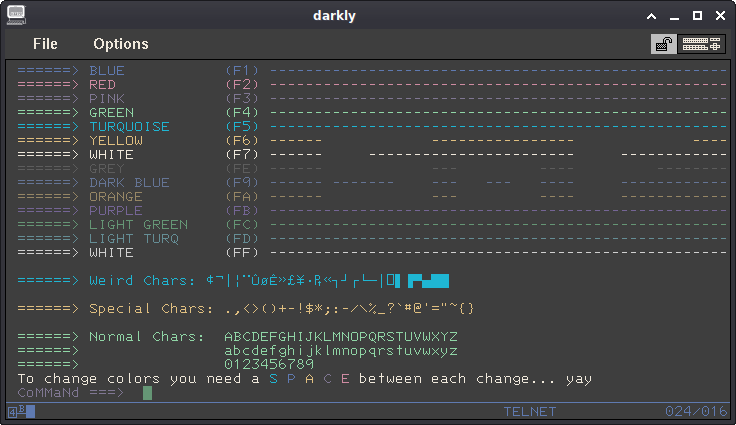 darkly
File Options
======> BLUE (F1) ----------------------------------------------------
======> RED (F2) ----------------------------------------------------
======> PINK (F3) ----------------------------------------------------
======> GREEN (F4) ----------------------------------------------------
======> TURQUOISE (F5) ----------------------------------------------------
======> YELLOW (F6) ------ ---------------- ----
======> WHITE (F7) ------ ---------------------- ------------
======> GREY (FE) ------ --- ---- ------
======> DARK BLUE (F9) ------ ------- --- --- ---- ------
======> ORANGE (FA) ------ --- ---- ------
======> PURPLE (FB) ----------------------------------------------------
======> LIGHT GREEN (FC) ----------------------------------------------------
======> LIGHT TURQ (FD) ----------------------------------------------------
======> WHITE (FF) ----------------------------------------------------
======> Weird Chars: ¢¬|¦¨ÛøÈ»£¥·₧«┐┘┌└─│
======> Special Chars: .,<>()+-!$*;:-/\%_?`#@'="~{}
======> Normal Chars: ABCDEFGHIJKLMNOPQRSTUVWXYZ
======> abcdefghijklmnopqrstuvwxyz
======> 0123456789
To change colors you need a S P A C E between each change... yay
CoMMaNd ===>
4 B TELNET 024/016